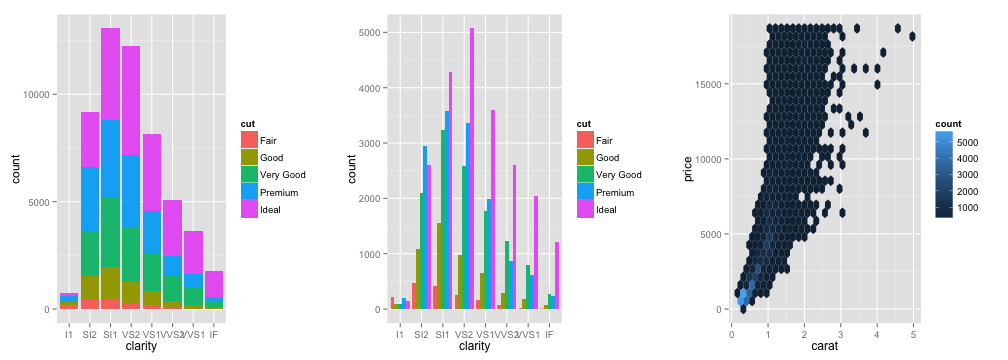 count
10000
5000
0
I1 SI2 SI1 VS2 VS1 VVS2 VVS1 IF
clarity
cut
Fair
Good
Very Good
Premium
Ideal
count
5000
4000
3000
2000
1000
0
I1 SI2 SI1 VS2 VS1 VVS2 VVS1 IF
clarity
cut
Fair
Good
Very Good
Premium
Ideal
price
15000
10000
5000
0
0 1 2 3 4 5
carat
count
5000
4000
3000
2000
1000